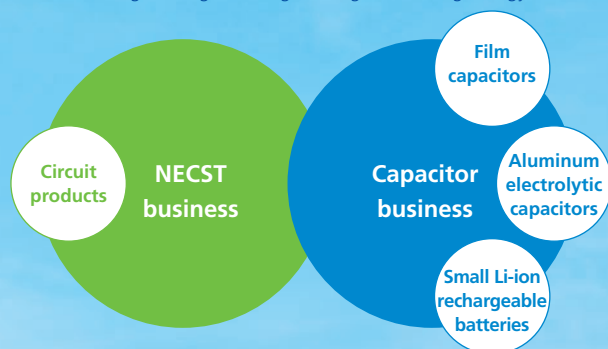 Circuit
products
NECST
business
Capacitor
business
Film
capacitors
Aluminum
electrolytic
capacitors
Small Li-ion
rechargeable
batteries